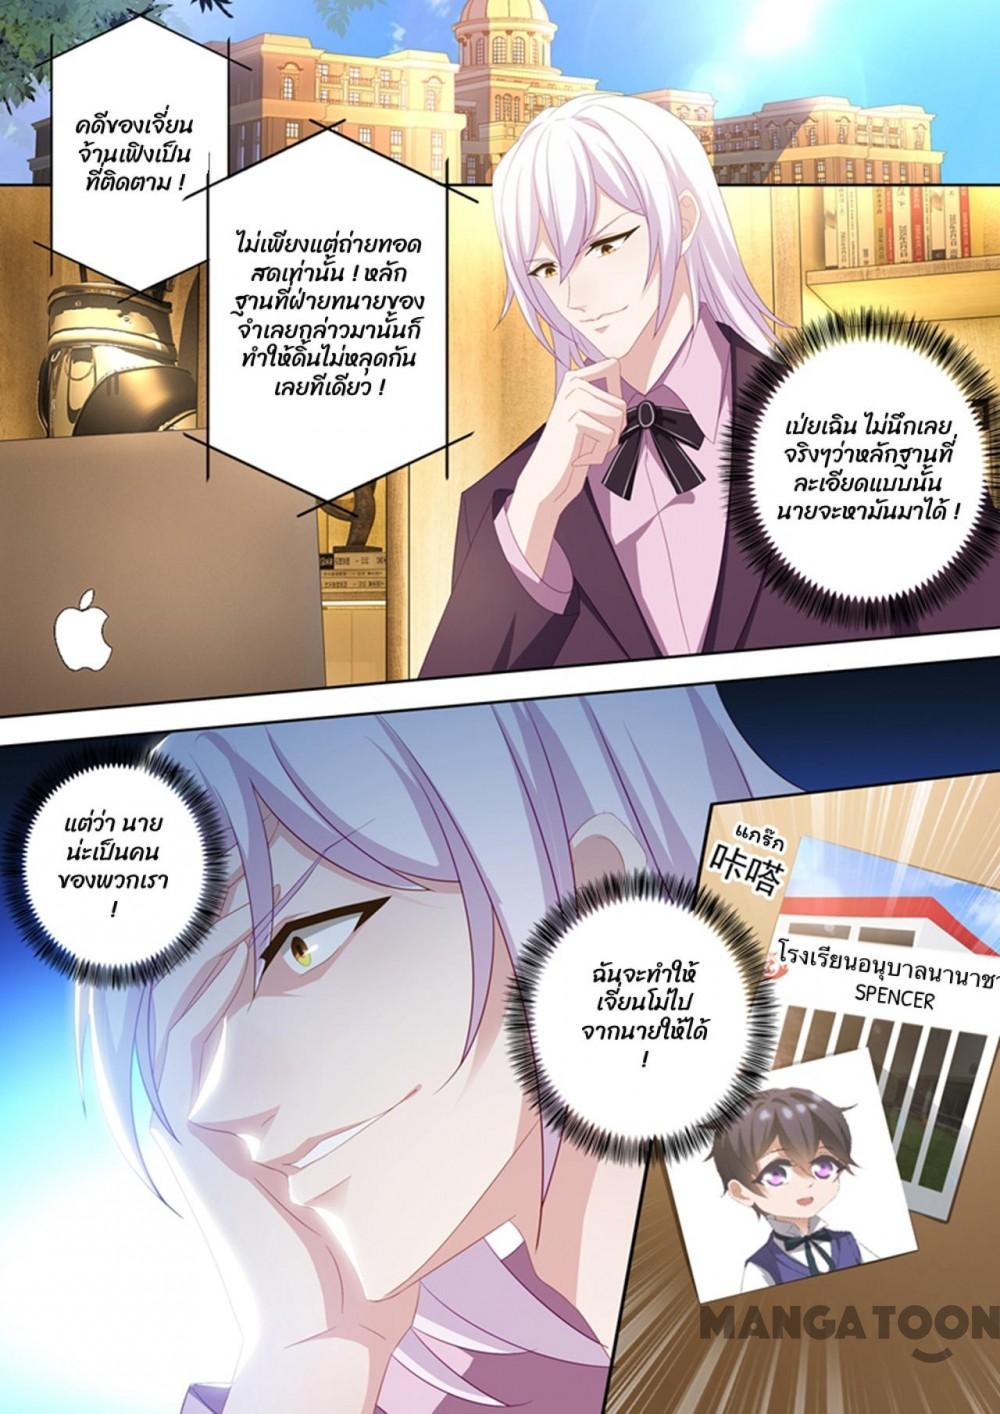 คดีของเจี่ยน
จ้านเฟิงเป็น
ที่ติดตาม !
ไม่เพียงแต่ถ่ายทอด
สดเท่านั้น ! หลัก
ฐานที่ฝ่ายทนายของ
จำเลยกล่าวมานั้นก็
ทำให้ดิ้นไม่หลุดกัน
เลยทีเดียว !
เป่ยเฉิน ไม่นึกเลย
จริงๆว่าหลักฐานที่
ละเอียดแบบนั้น
นายจะหามันมาได้ !
แต่ว่า นาย
น่ะเป็นคน
ของพวกเรา
!
ฉันจะทำให้
เจี่ยนโม่ไป
จากนายให้ได้
!
แกร๊ก
咔嗒
โรงเรียนอนุบาลนานาชา
SPENCER
MANGATOON